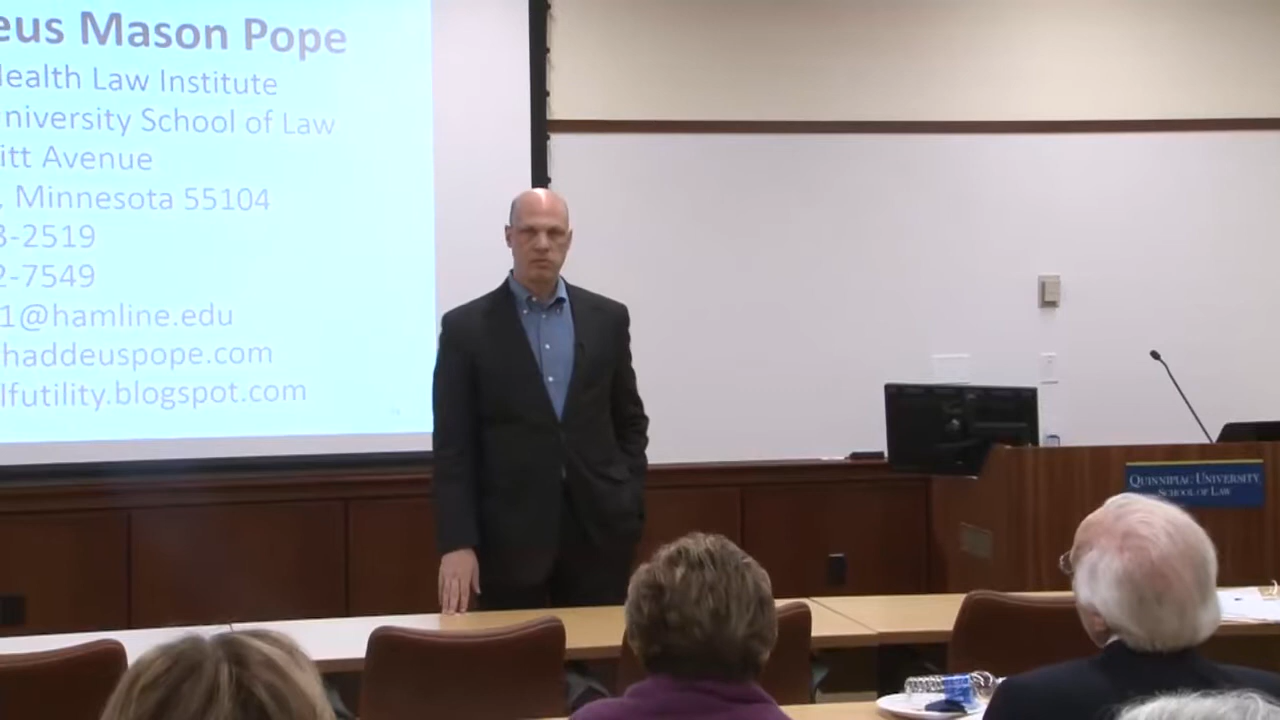 eus Mason Pope
Health Law Institute
niversity School of Law
itt Avenue
, Minnesota 55104
3-2519
2-7549
1@hamline.edu
haddeuspope.com
lfutility.blogspot.com
QUINNIPIAC UNIVERSITY
SCHOOL OF LAW